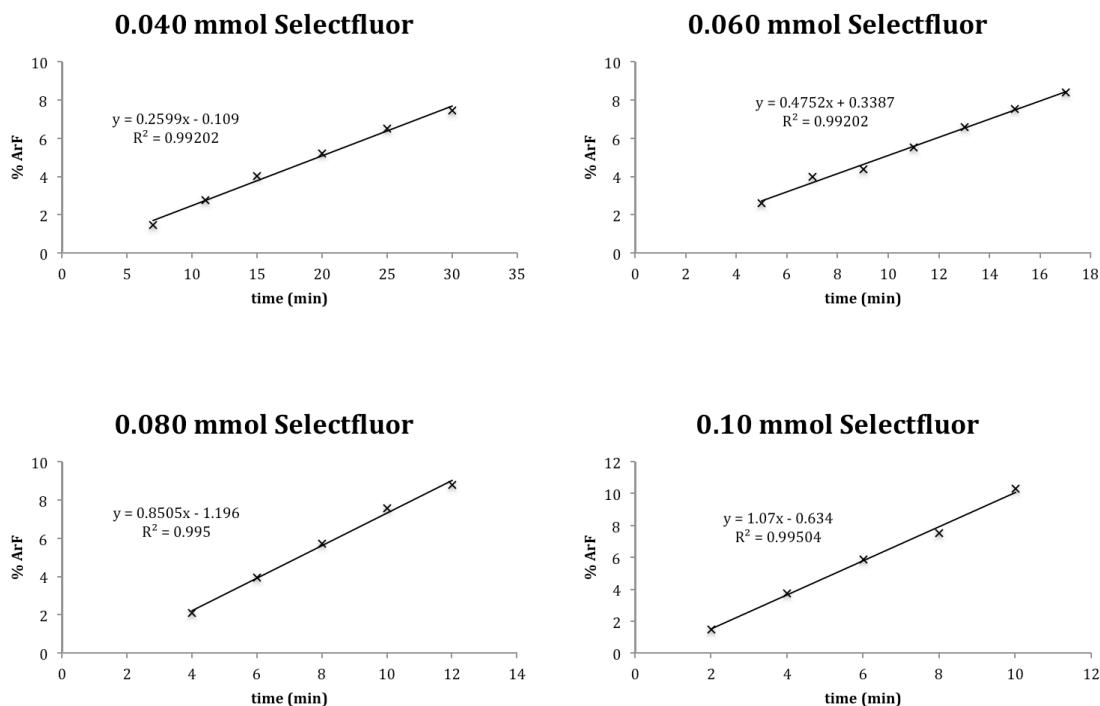 0.040 mmol Selectfluor
10
8
6
4
2
0
% ArF
y = 0.2599x - 0.109
R² = 0.99202
0 5 10 15 20 25 30 35
time (min)
0.060 mmol Selectfluor
10
8
6
4
2
0
% ArF
y = 0.4752x + 0.3387
R² = 0.99202
0 2 4 6 8 10 12 14 16 18
time (min)
0.080 mmol Selectfluor
10
8
6
4
2
0
% ArF
y = 0.8505x - 1.196
R² = 0.995
0 2 4 6 8 10 12 14
time (min)
0.10 mmol Selectfluor
12
10
8
6
4
2
0
% ArF
y = 1.07x - 0.634
R² = 0.99504
0 2 4 6 8 10 12
time (min)